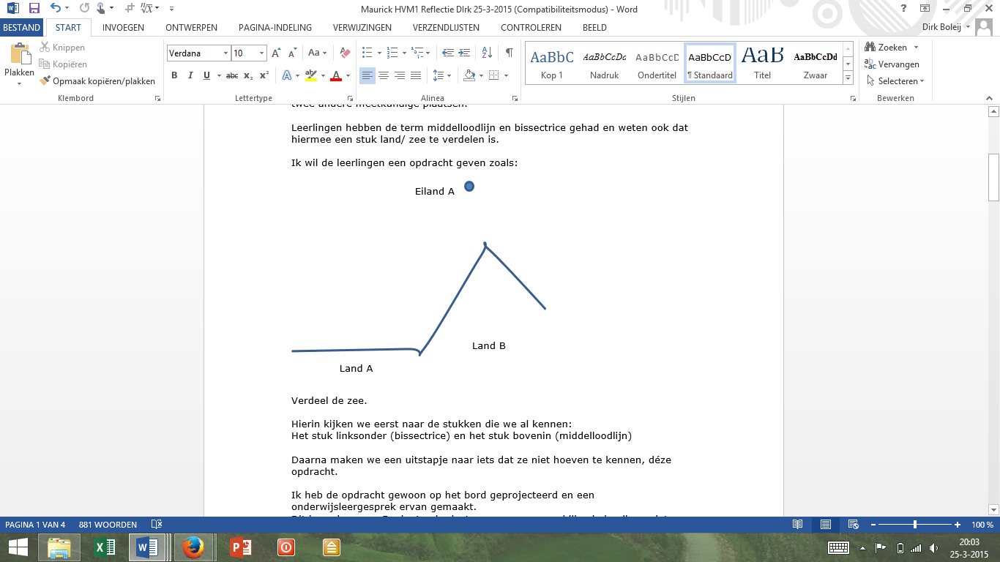 Maurick HVM1 Reflectie DIrk 25-3-2015 (Compatibiliteitsmodus) - Word
BESTAND START INVOEGEN ONTWERPEN PAGINA-INDELING VERWIJZINGEN VERZENDLIJSTEN CONTROLEREN BEELD Dirk Boleij
Plakken
Knippen
Kopiëren
Opmaak kopiëren/plakken
Klembord
Verdana 10
Lettertype
Alinea
AaBbC AaBbCcDc AaBbCcD AaBbCcD AaB AaBbCcDd
Kop 1 Nadruk Ondertitel ¶ Standaard Titel Zwaar
Stijlen
Zoeken
Vervangen
Selecteren
Bewerken
twee andere meetkundige plaatsen.
Leerlingen hebben de term middelloodlijn en bissectrice gehad en weten ook dat
hiermee een stuk land/ zee te verdelen is.
Ik wil de leerlingen een opdracht geven zoals:
Eiland A
Land B
Land A
Verdeel de zee.
Hierin kijken we eerst naar de stukken die we al kennen:
Het stuk linksonder (bissectrice) en het stuk bovenin (middelloodlijn)
Daarna maken we een uitstapje naar iets dat ze niet hoeven te kennen, déze
opdracht.
Ik heb de opdracht gewoon op het bord geprojecteerd en een
onderwijsleergesprek ervan gemaakt.
PAGINA 1 VAN 4 881 WOORDEN 100 %
20:03
25-3-2015